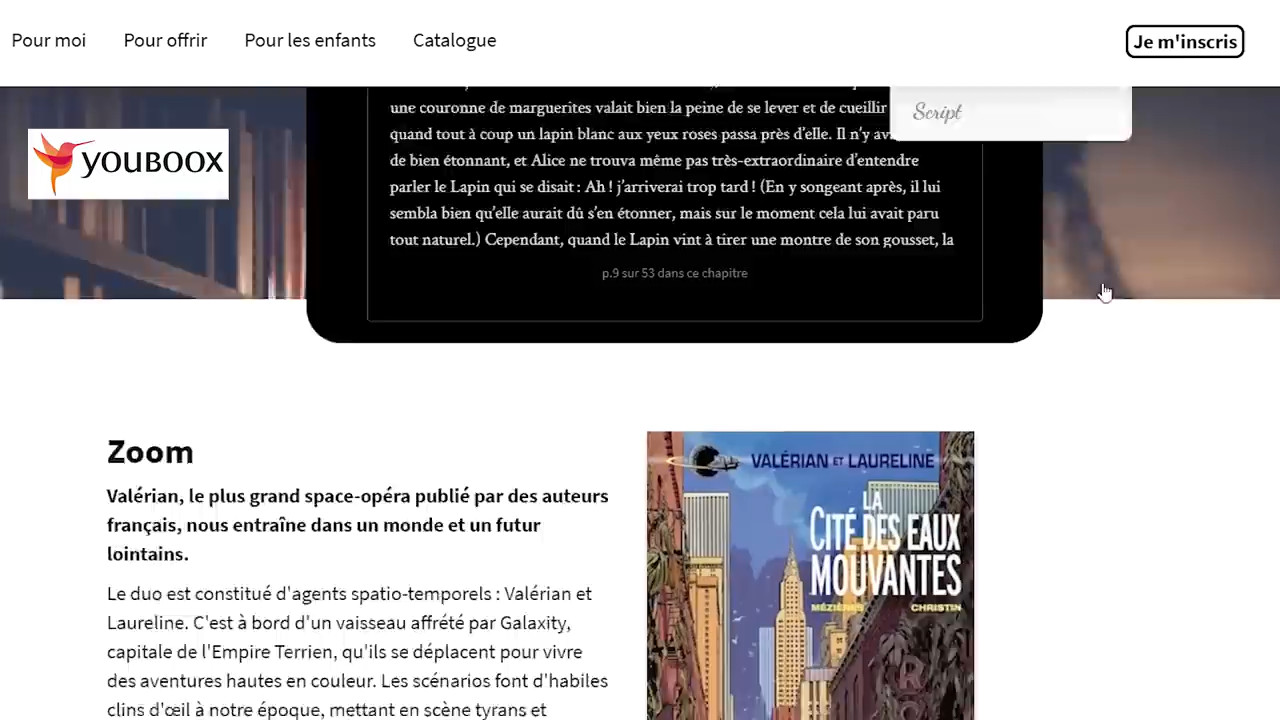 Pour moi
Pour offrir
Pour les enfants
Catalogue
Je m'inscris
une couronne de marguerites valait bien la peine de se lever et de cueillir
Script
quand tout à coup un lapin blanc aux yeux roses passa près d'elle. Il n'y
de bien étonnant, et Alice ne trouva même pas très-extraordinaire d'entendre
parler le Lapin qui se disait : Ah ! j'arriverai trop tard ! (En y songeant après, il lui
sembla bien qu'elle aurait dû s'en étonner, mais sur le moment cela lui avait paru
tout naturel.) Cependant, quand le Lapin vint à tirer une montre de son gousset, la
p.9 sur 53 dans ce chapitre
YOUBOOX
Zoom
Valérian, le plus grand space-opéra publié par des auteurs
français, nous entraîne dans un monde et un futur
lointains.
Le duo est constitué d'agents spatio-temporels : Valérian et
Laureline. C'est à bord d'un vaisseau affrété par Galaxity,
capitale de l'Empire Terrien, qu'ils se déplacent pour vivre
des aventures hautes en couleur. Les scénarios font d'habiles
clins d'œil à notre époque, mettant en scène tyrans et
VALÉRIAN ET LAURELINE
LA
CITÉ DES EAUX
MOUVANTES
MÉZIÈRES CHRISTIN